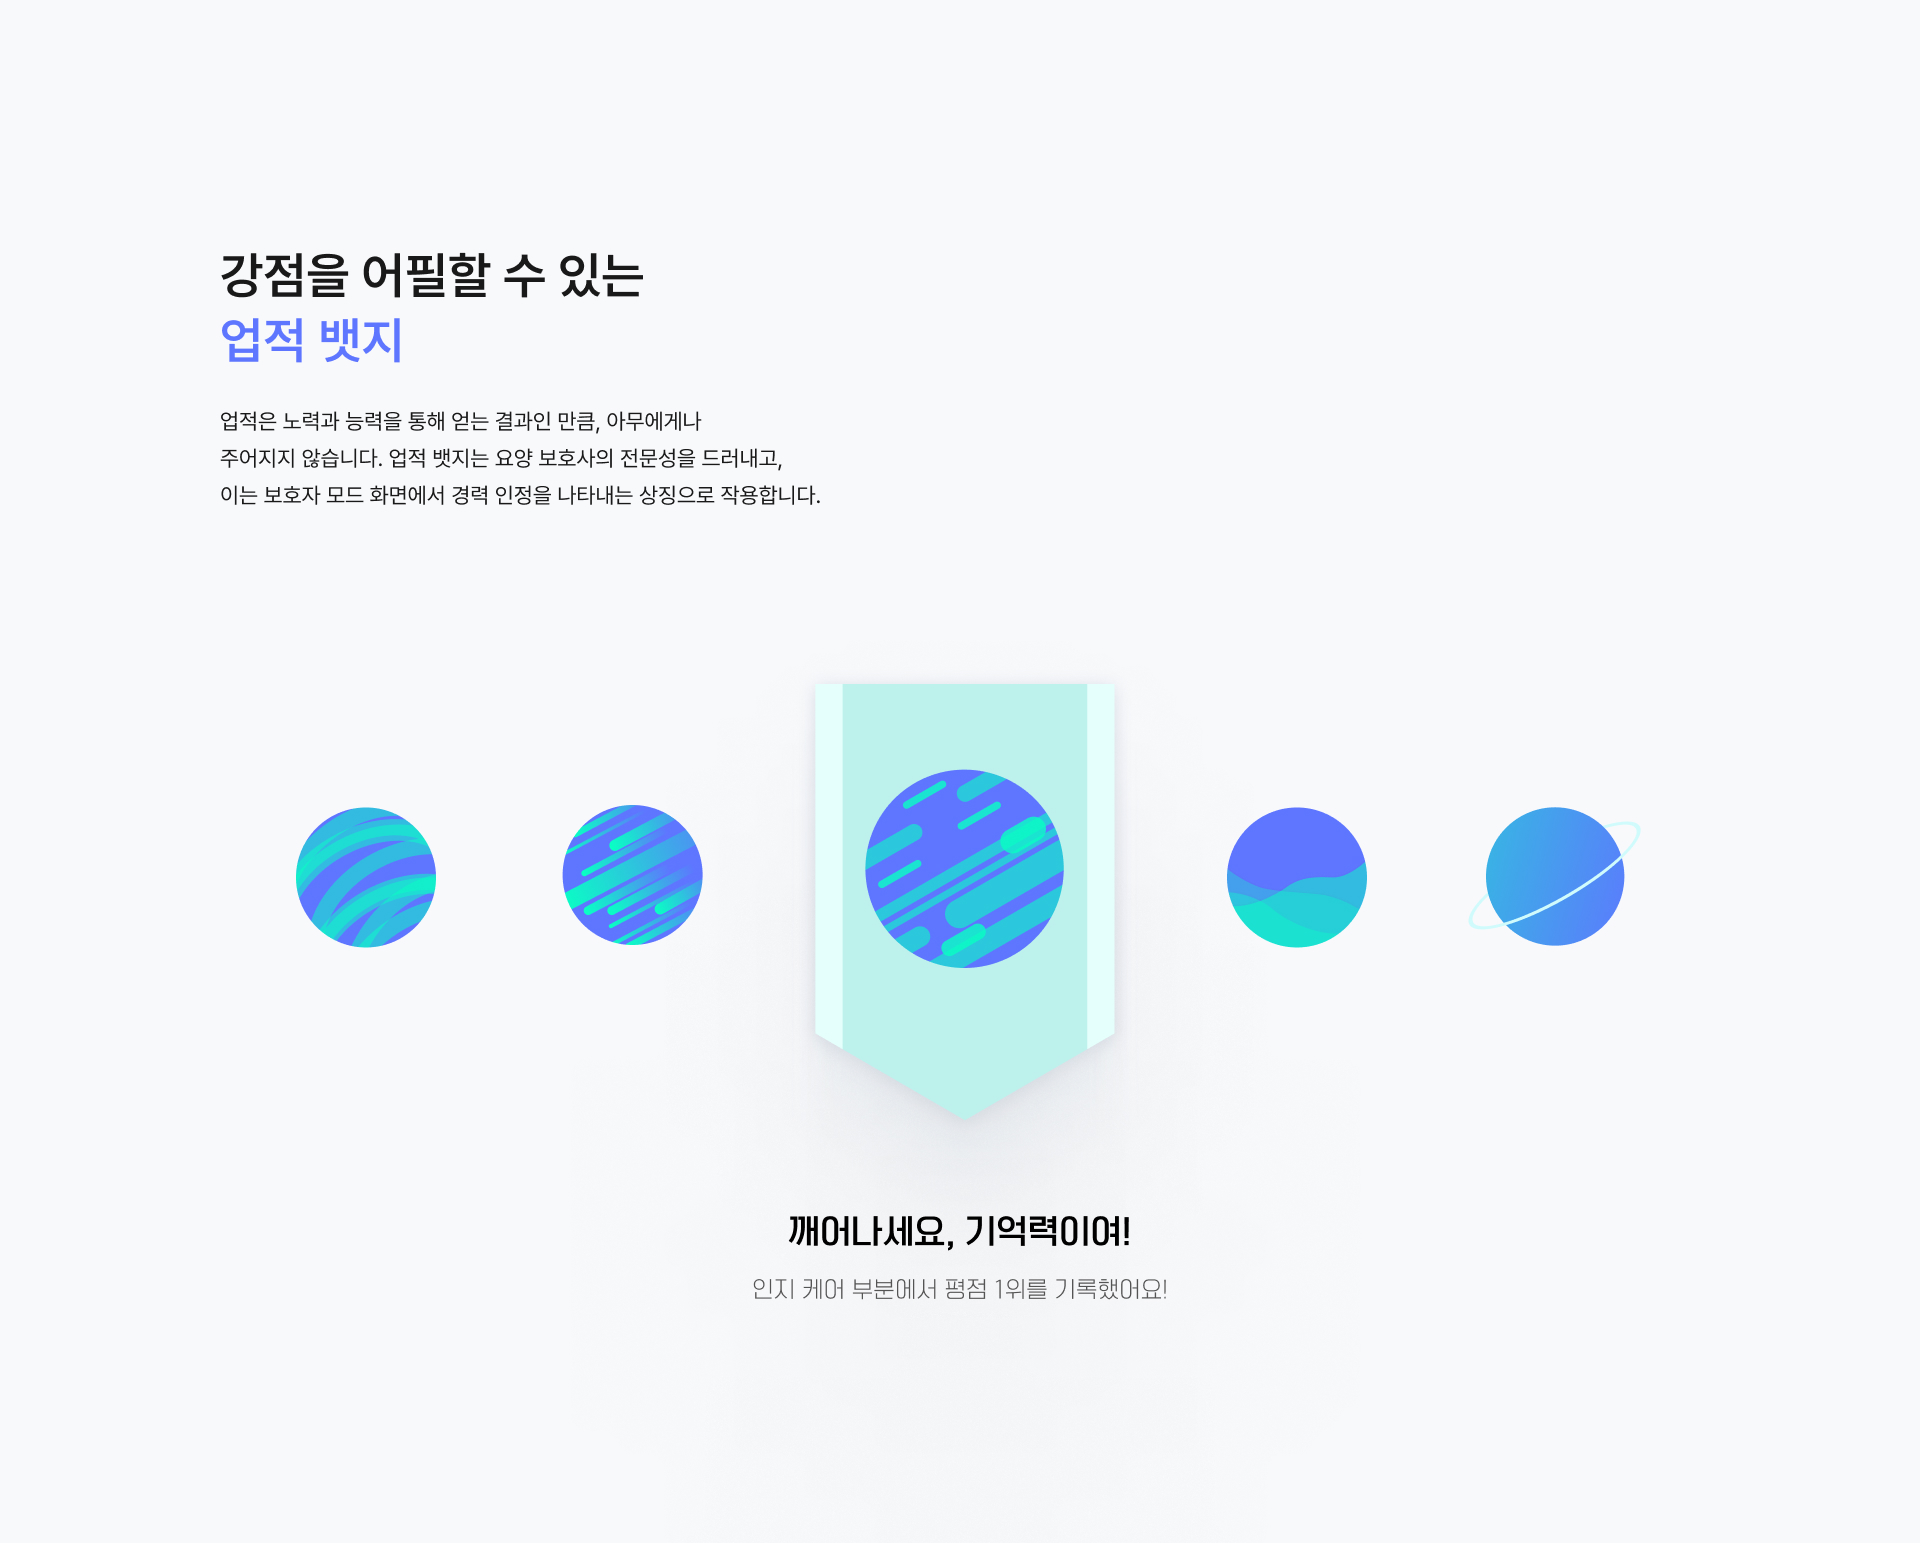 강점을 어필할 수 있는
업적 뱃지
업적은 노력과 능력을 통해 얻는 결과인 만큼, 아무에게나
주어지지 않습니다. 업적 뱃지는 요양 보호사의 전문성을 드러내고,
이는 보호자 모드 화면에서 경력 인정을 나타내는 상징으로 작용합니다.
깨어나세요, 기억력이여!
인지 케어 부분에서 평점 1위를 기록했어요!